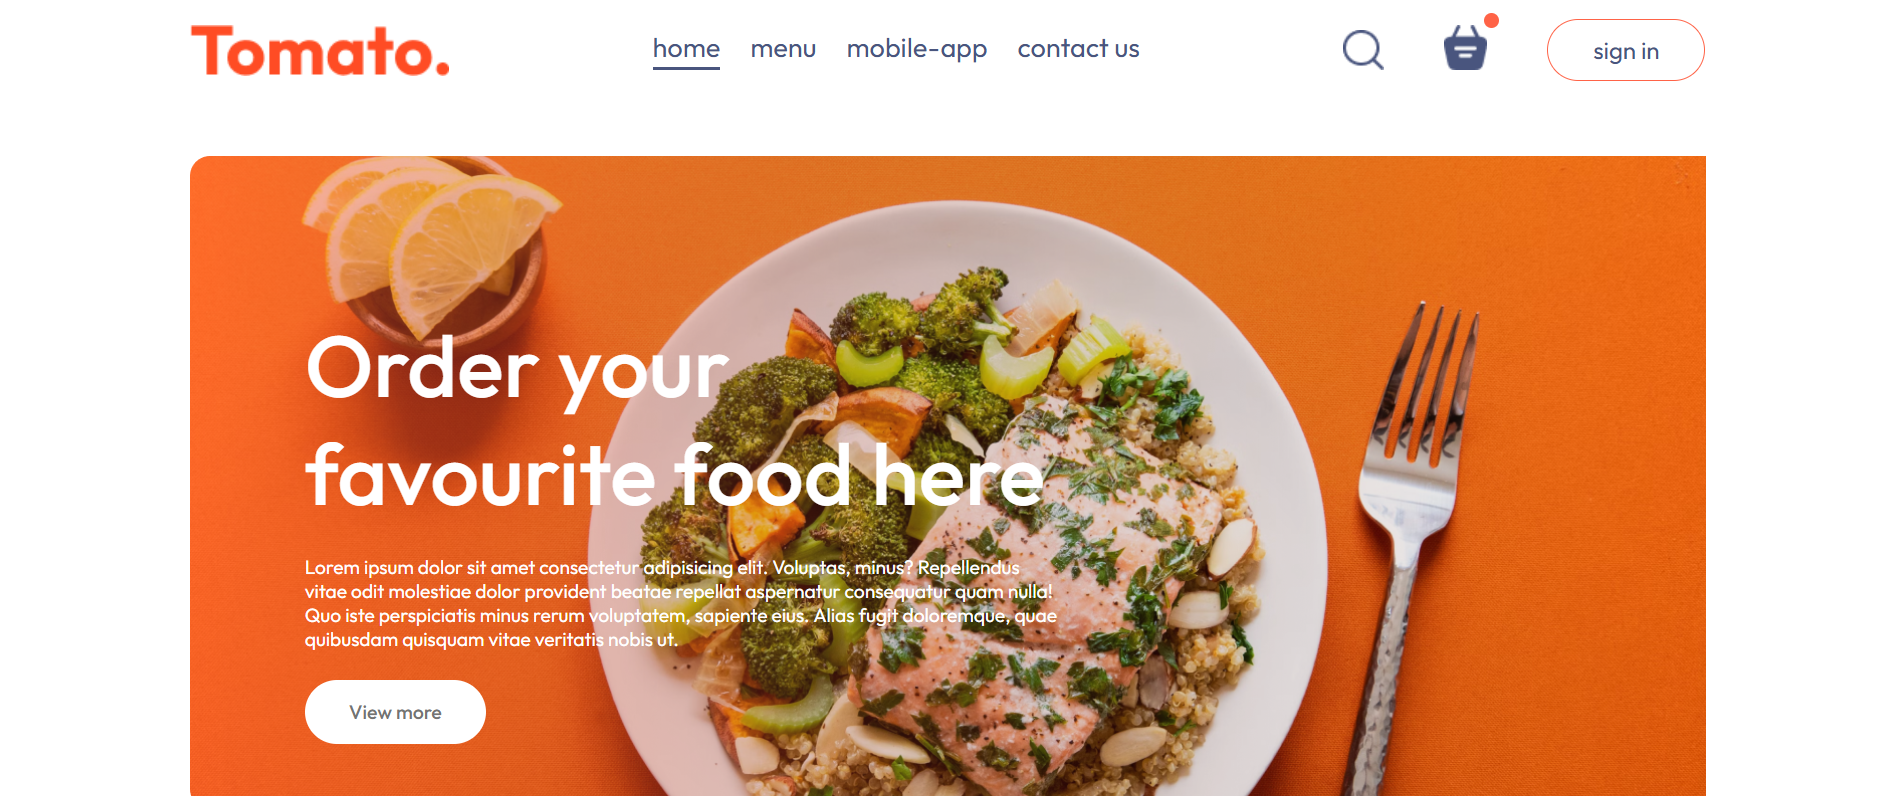 Tomato.
home menu mobile-app contact us
sign in
Order your
favourite food here
Lorem ipsum dolor sit amet consectetur adipisicing elit. Voluptas, minus? Repellendus
vitae odit molestiae dolor provident beatae repellat aspernatur consequatur quam nulla!
Quo iste perspiciatis minus rerum voluptatem, sapiente eius. Alias fugit doloremque, quae
quibusdam quisquam vitae veritatis nobis ut.
View more